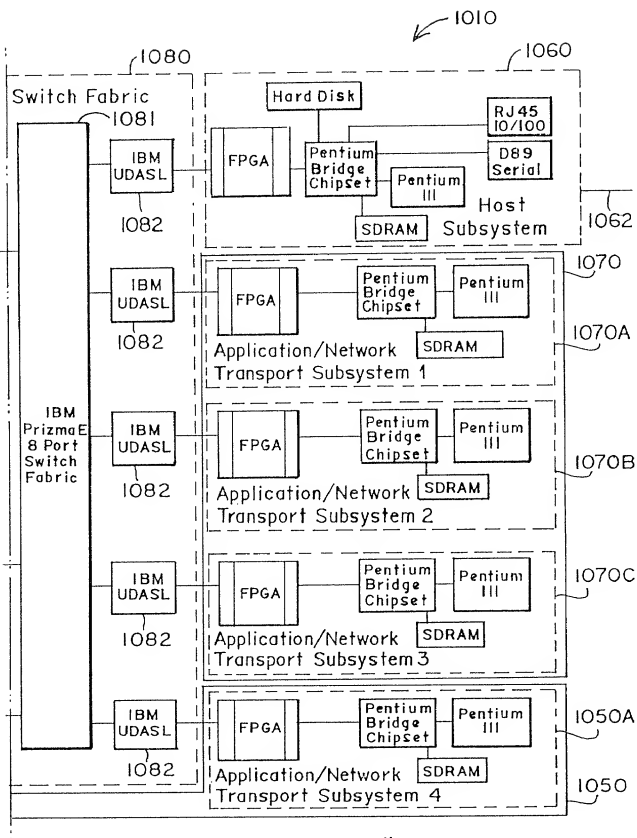 1010
1080
1060
Switch Fabric
1081
Hard Disk
RJ45
10/100
IBM
UDASL
FPGA
Pentium
Bridge
Chipset
D89
Serial
Pentium
III
1082
SDRAM
Host
Subsystem
1062
1070
IBM
UDASL
FPGA
Pentium
Bridge
Chipset
Pentium
III
1082
SDRAM
1070A
Application/Network
Transport Subsystem 1
IBM
PrizmaE
8 Port
Switch
Fabric
IBM
UDASL
FPGA
Pentium
Bridge
Chipset
Pentium
III
1070B
1082
SDRAM
Application/Network
Transport Subsystem 2
IBM
UDASL
FPGA
Pentium
Bridge
Chipset
Pentium
III
1070C
1082
SDRAM
Application/Network
Transport Subsystem 3
IBM
UDASL
FPGA
Pentium
Bridge
Chipset
Pentium
III
1050A
1082
SDRAM
Application/Network
Transport Subsystem 4
1050